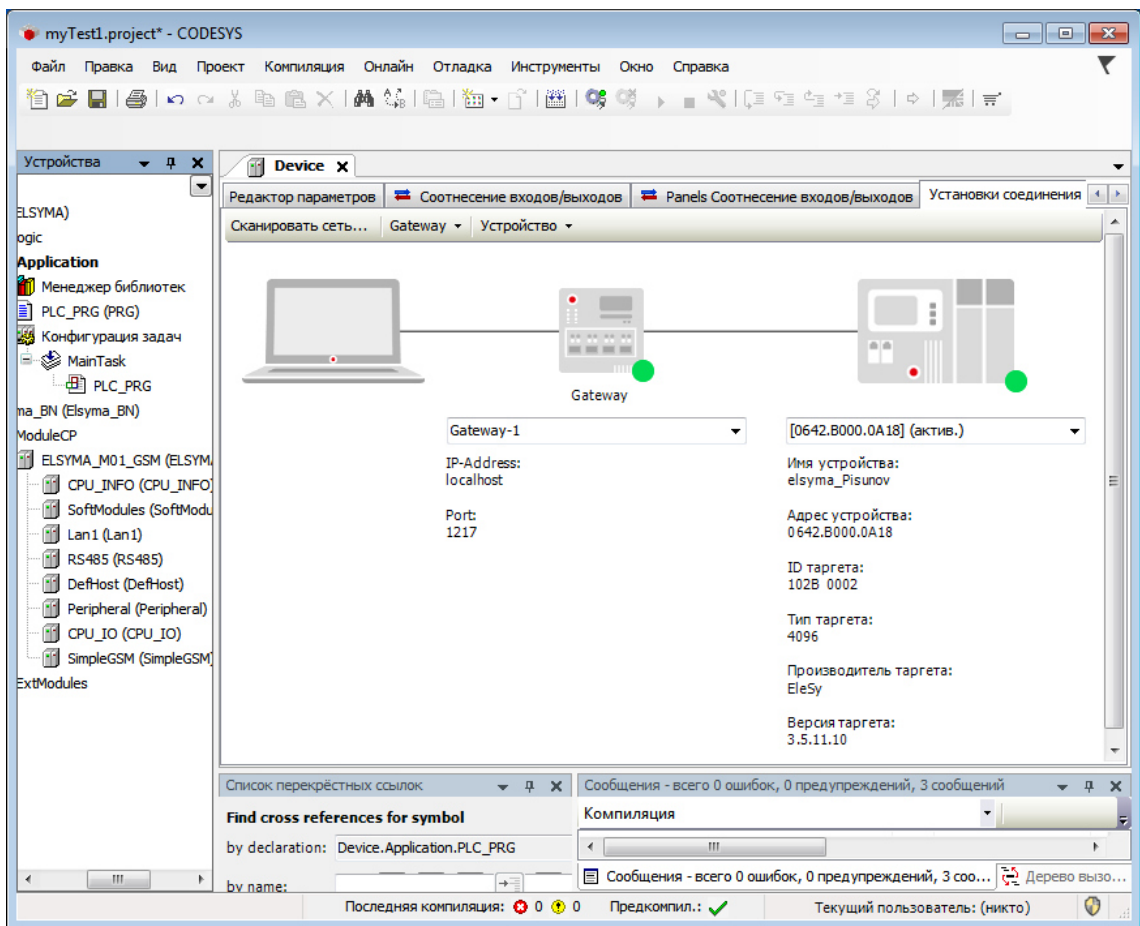 myTest1.project* - CODESYS
Файл Правка Вид Проект Компиляция Онлайн Отладка Инструменты Окно Справка
Устройства
Device
Редактор параметров
Соотнесение входов/выходов
Panels Соотнесение входов/выходов
Установки соединения
Сканировать сеть... Gateway Устройство
ELSYMA)
ogic
Application
Менеджер библиотек
PLC_PRG (PRG)
Конфигурация задач
MainTask
PLC_PRG
ma_BN (Elsyma_BN)
ModuleCP
ELSYMA_M01_GSM (ELSYM
CPU_INFO (CPU_INFO)
SoftModules (SoftModu
Lan1 (Lan1)
RS485 (RS485)
DefHost (DefHost)
Peripheral (Peripheral)
CPU_IO (CPU_IO)
SimpleGSM (SimpleGSM)
ExtModules
Gateway
Gateway-1
IP-Address:
localhost
Port:
1217
[0642.B000.0A18] (актив.)
Имя устройства:
elsyma_Pisunov
Адрес устройства:
0642.B000.0A18
ID таргета:
102B 0002
Тип таргета:
4096
Производитель таргета:
EleSy
Версия таргета:
3.5.11.10
Список перекрёстных ссылок
Find cross references for symbol
by declaration: Device.Application.PLC_PRG
by name:
Сообщения - всего 0 ошибок, 0 предупреждений, 3 сообщений
Компиляция
Сообщения - всего 0 ошибок, 0 предупреждений, 3 соо...
Дерево вызо...
Последняя компиляция: 0 0 Предкомпил.: Текущий пользователь: (никто)